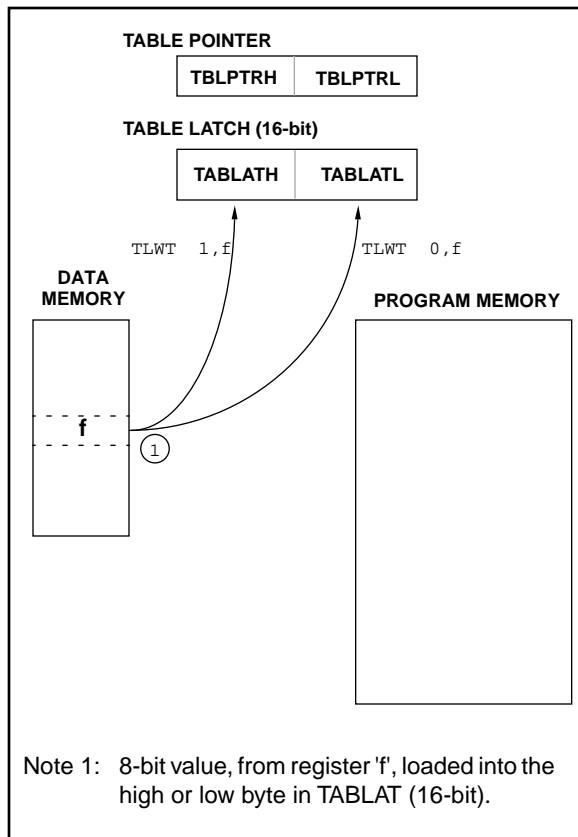 TABLE POINTER
TBLPTRH TBLPTRL
TABLE LATCH (16-bit)
TABLATH TABLATL
TLWT 1,f TLWT 0,f
DATA
MEMORY
PROGRAM MEMORY
f
1
Note 1: 8-bit value, from register 'f', loaded into the
high or low byte in TABLAT (16-bit).